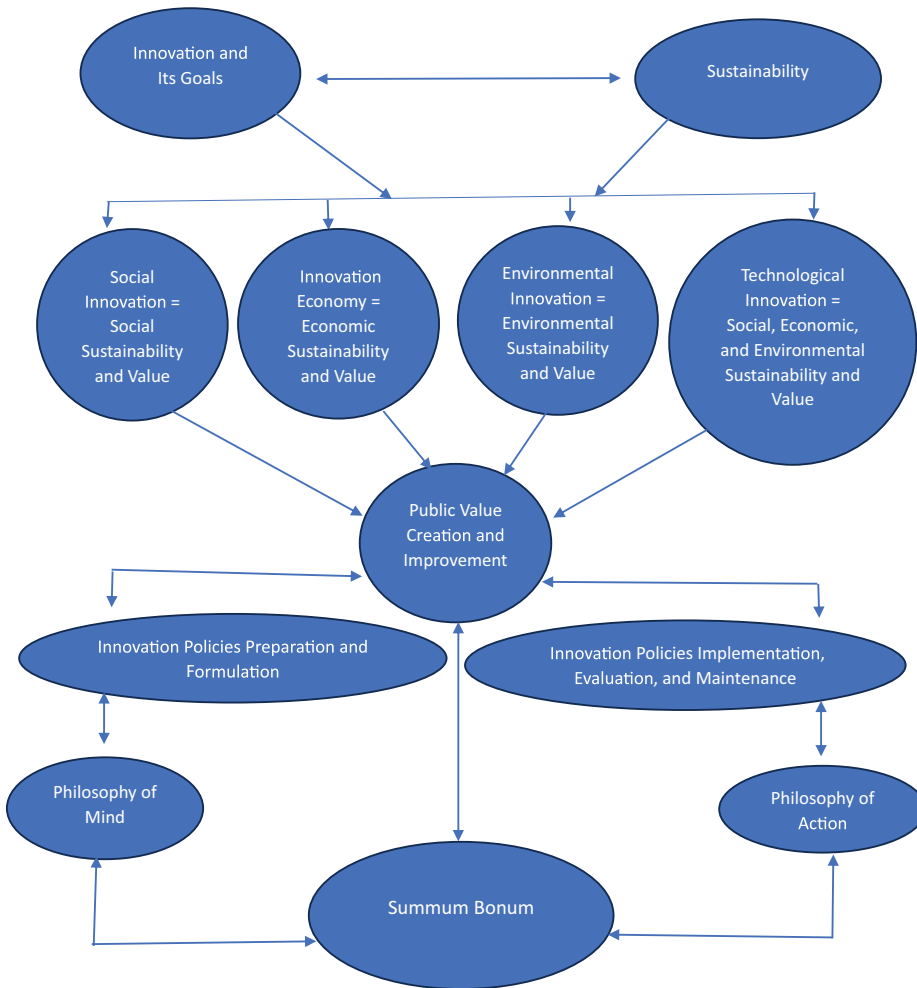 Innovation and
Its Goals
Sustainability
Social
Innovation =
Social
Sustainability
and Value
Innovation
Economy =
Economic
Sustainability
and Value
Environmental
Innovation =
Environmental
Sustainability
and Value
Technological
Innovation =
Social, Economic,
and Environmental
Sustainability and
Value
Public Value
Creation and
Improvement
Innovation Policies Preparation and
Formulation
Innovation Policies Implementation,
Evaluation, and Maintenance
Philosophy of
Mind
Philosophy of
Action
Summum Bonum